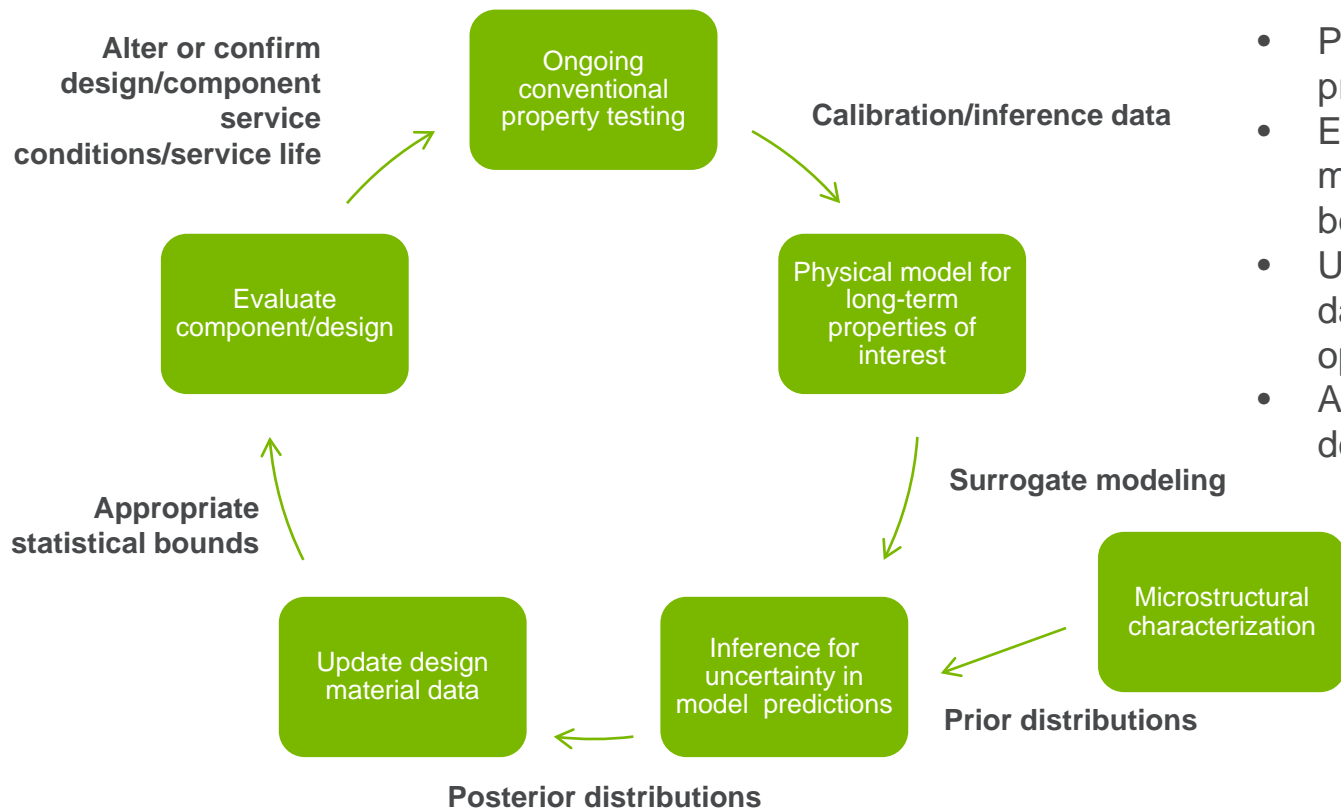 Alter or confirm
design/component
service
conditions/service life
Ongoing
conventional
property testing
Calibration/inference data
Evaluate
component/design
Physical model for
long-term
properties of
interest
Appropriate
statistical bounds
Surrogate modeling
Microstructural
characterization
Update design
material data
Inference for
uncertainty in
model predictions
Prior distributions
Posterior distributions